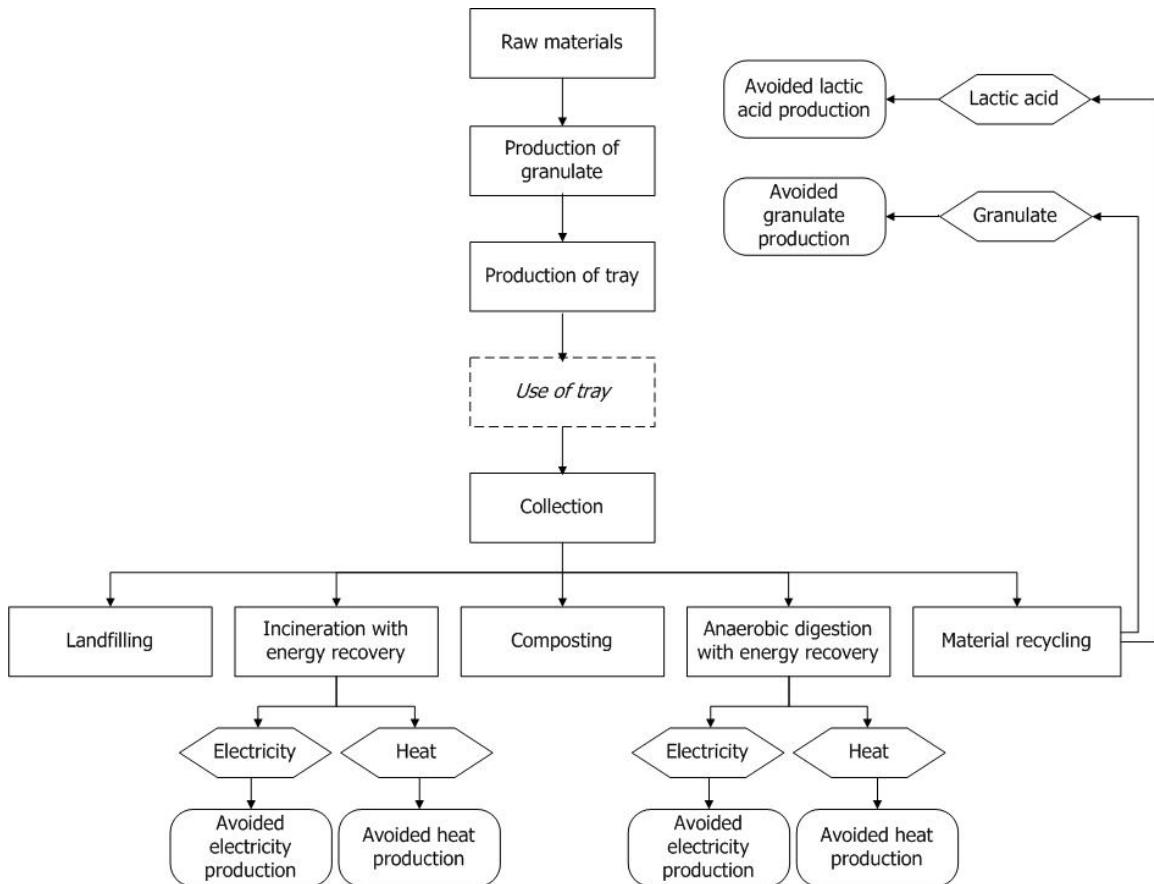 Raw materials
Avoided lactic
acid production
Lactic acid
Production of
granulate
Avoided
granulate
production
Granulate
Production of tray
Use of tray
Collection
Landfilling
Incineration with
energy recovery
Composting
Anaerobic digestion
with energy recovery
Material recycling
Electricity
Heat
Electricity
Heat
Avoided
electricity
production
Avoided heat
production
Avoided
electricity
production
Avoided heat
production